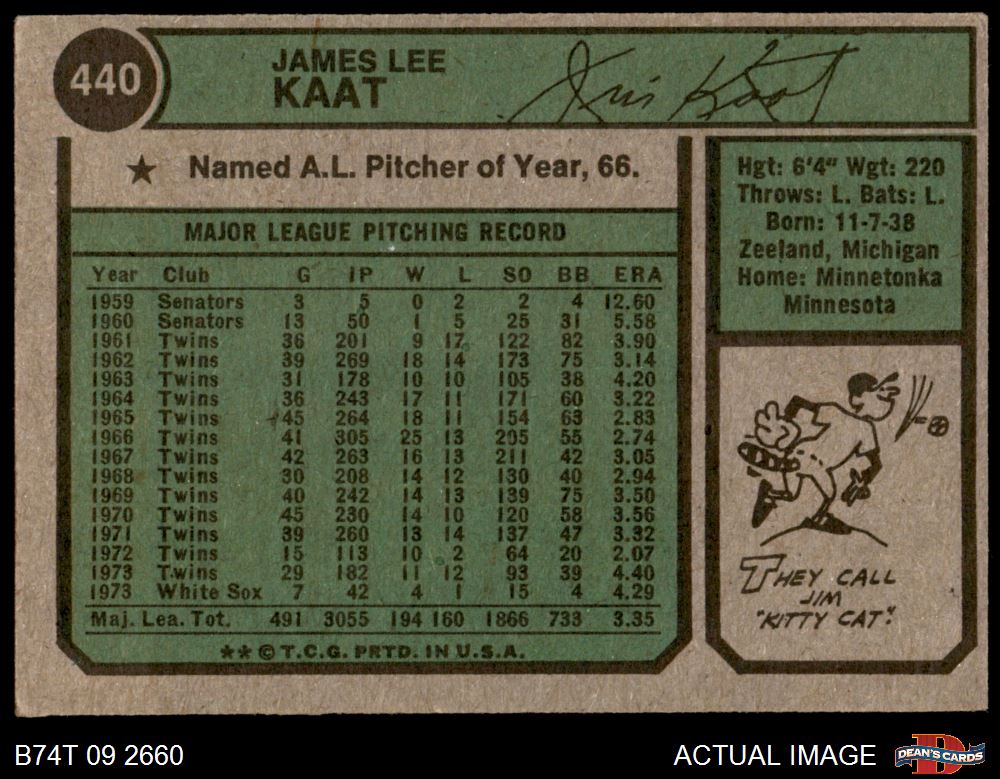 440
JAMES LEE
KAAT
Jim Kaat
★ Named A.L. Pitcher of Year, 66.
MAJOR LEAGUE PITCHING RECORD
Year Club G IP W L SO BB ERA
1959 Senators 3 5 0 2 2 4 12.60
1960 Senators 13 50 1 5 25 31 5.58
1961 Twins 36 201 9 17 122 82 3.90
1962 Twins 39 269 18 14 173 75 3.14
1963 Twins 31 178 10 10 105 38 4.20
1964 Twins 36 243 17 11 171 60 3.22
1965 Twins 45 264 18 11 154 63 2.83
1966 Twins 41 305 25 13 205 55 2.74
1967 Twins 42 263 16 13 211 42 3.05
1968 Twins 30 208 14 12 130 40 2.94
1969 Twins 40 242 14 13 139 75 3.50
1970 Twins 45 230 14 10 120 58 3.56
1971 Twins 39 260 13 14 137 47 3.32
1972 Twins 15 113 10 2 64 20 2.07
1973 Twins 29 182 11 12 93 39 4.40
1973 White Sox 7 42 4 1 15 4 4.29
Maj. Lea. Tot. 491 3055 194 160 1866 733 3.35
★★ © T.C.G. PRTD. IN U.S.A.
Hgt: 6'4" Wgt: 220
Throws: L. Bats: L.
Born: 11-7-38
Zeeland, Michigan
Home: Minnetonka
Minnesota
THEY CALL
JIM
"KITTY CAT".
B74T 09 2660
ACTUAL IMAGE
DEAN'S CARDS